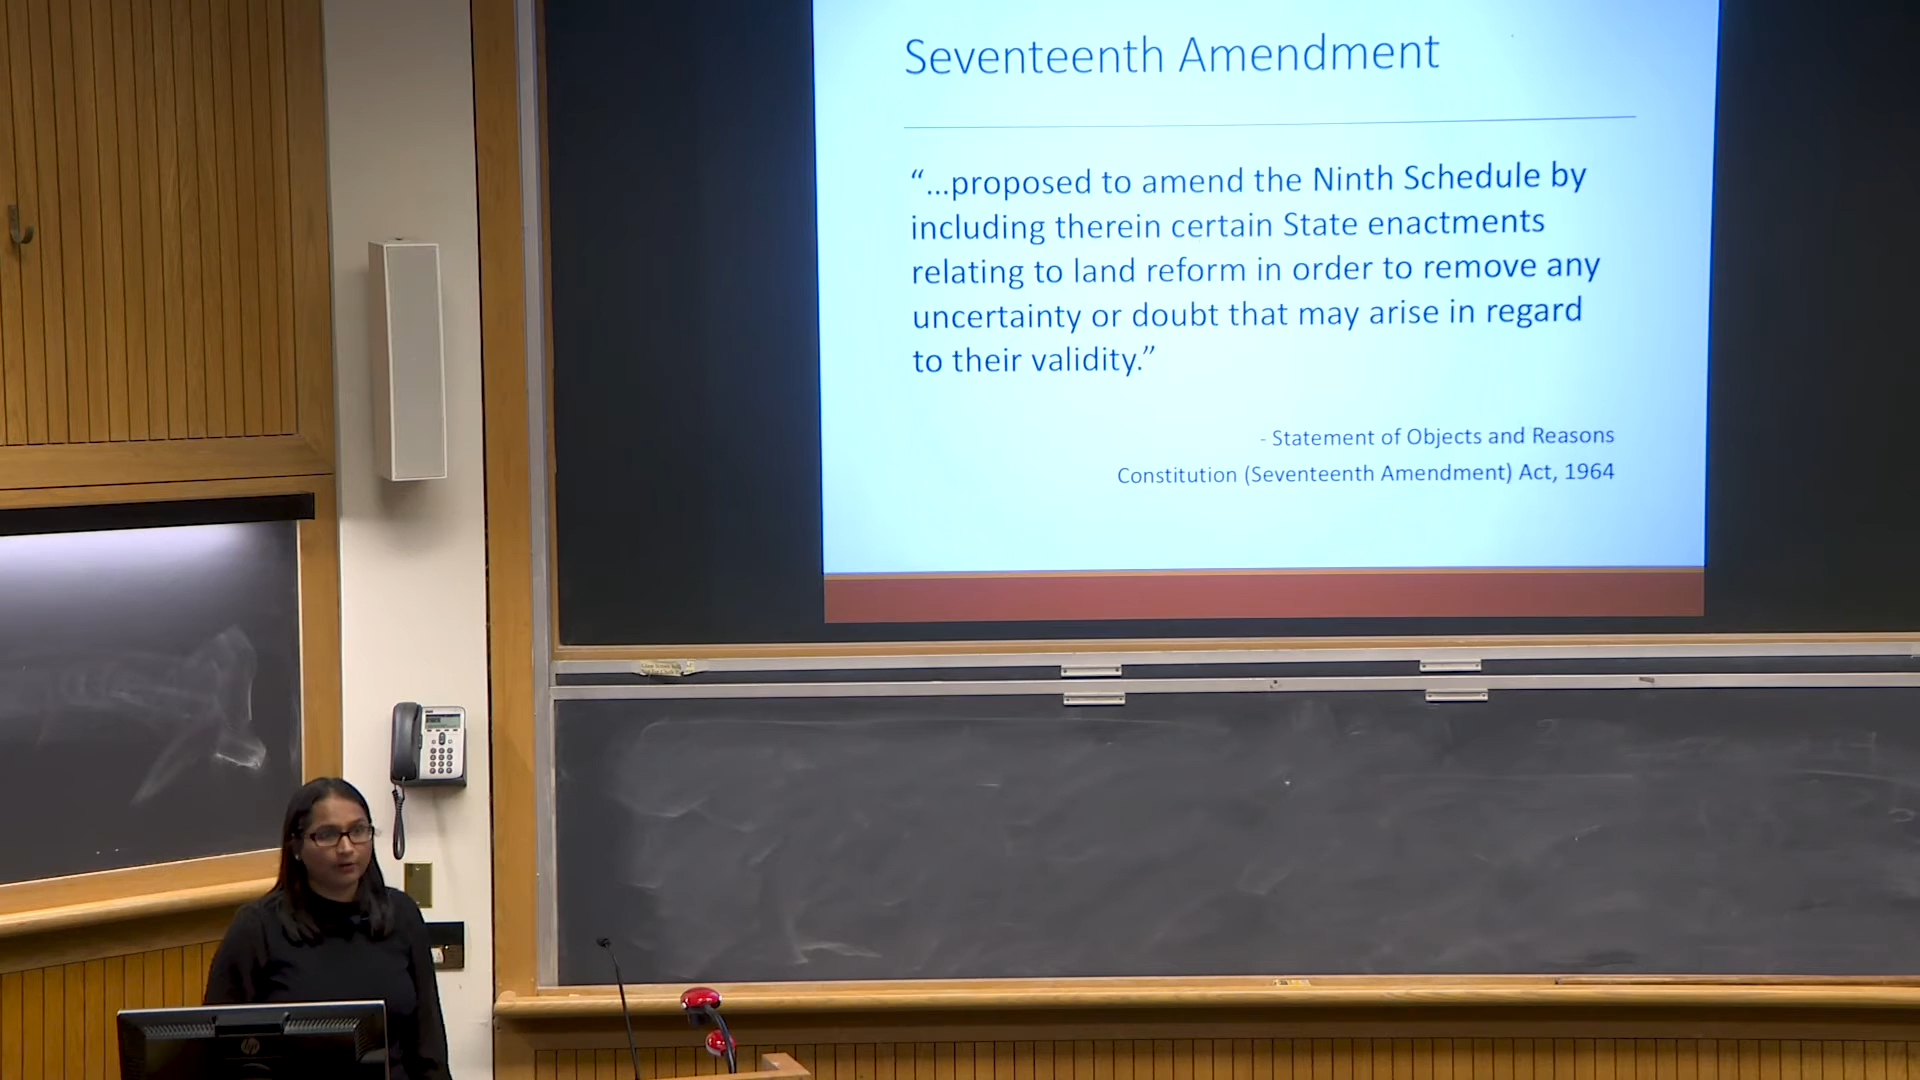 Seventeenth Amendment
“...proposed to amend the Ninth Schedule by
including therein certain State enactments
relating to land reform in order to remove any
uncertainty or doubt that may arise in regard
to their validity.”
- Statement of Objects and Reasons
Constitution (Seventeenth Amendment) Act, 1964
hp